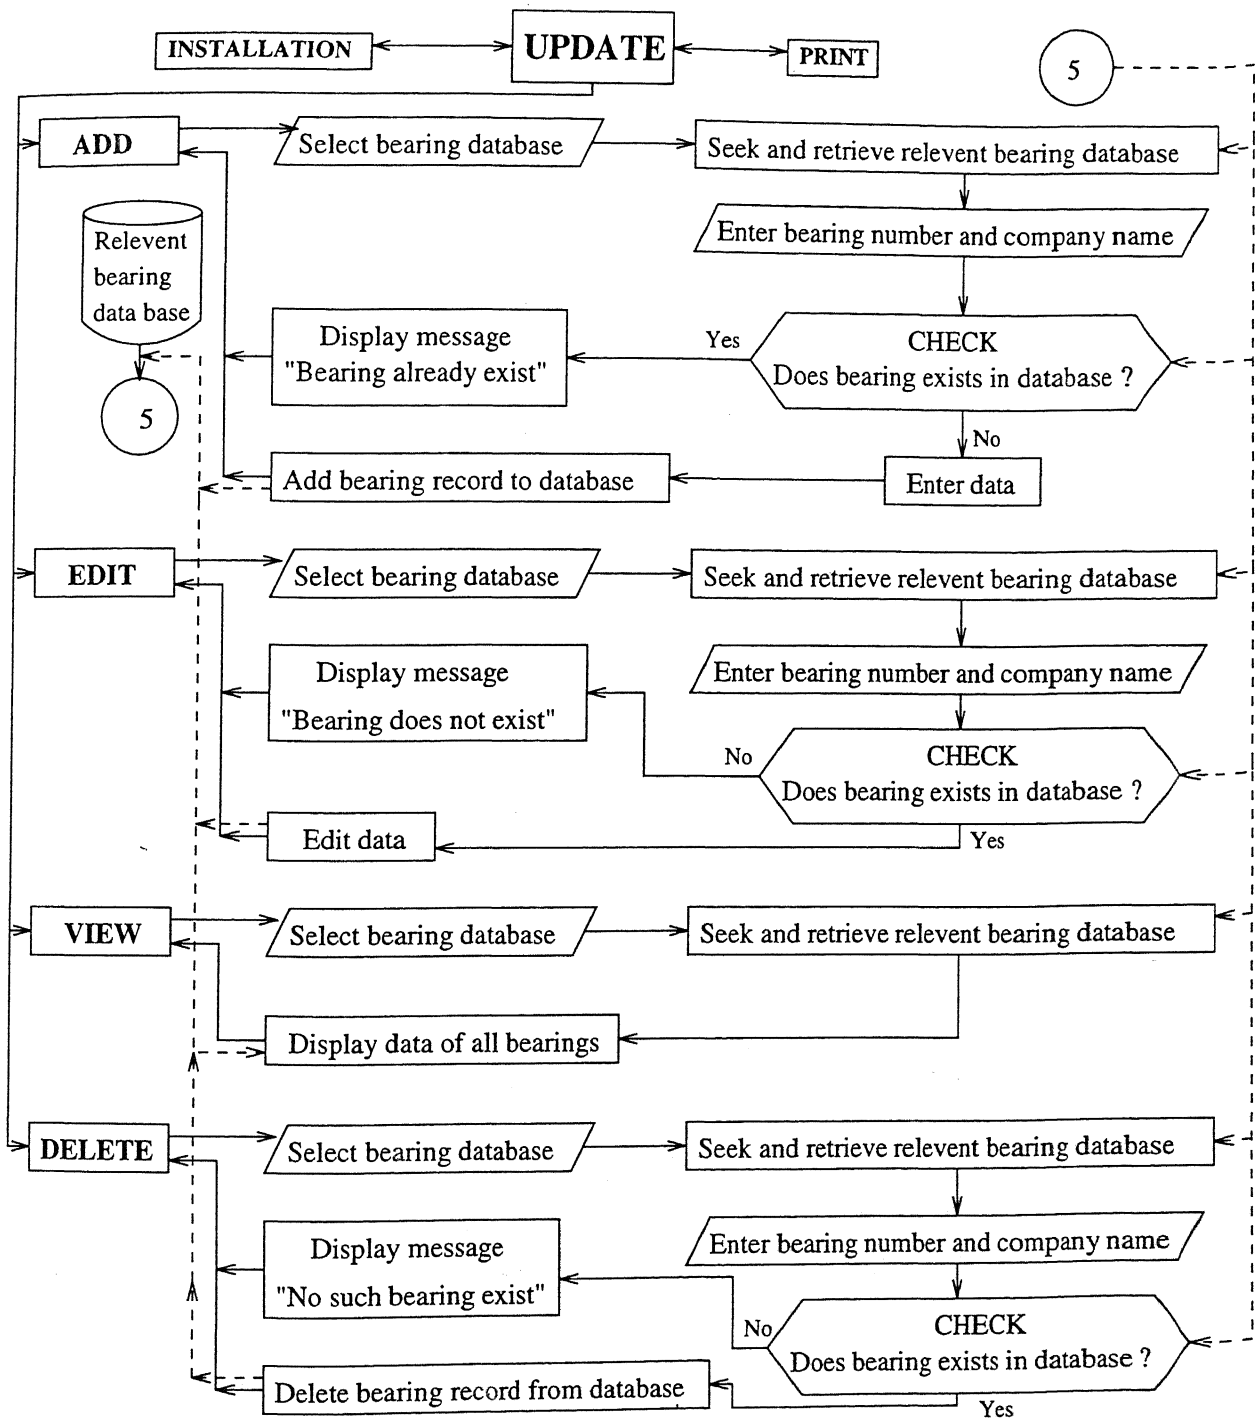 INSTALLATION
UPDATE
PRINT
5
ADD
Select bearing database
Seek and retrieve relevent bearing database
Relevent
bearing
data base
5
Enter bearing number and company name
CHECK
Does bearing exists in database ?
Yes
No
Display message
"Bearing already exist"
Enter data
Add bearing record to database
EDIT
Select bearing database
Seek and retrieve relevent bearing database
Enter bearing number and company name
CHECK
Does bearing exists in database ?
No
Yes
Display message
"Bearing does not exist"
Edit data
VIEW
Select bearing database
Seek and retrieve relevent bearing database
Display data of all bearings
DELETE
Select bearing database
Seek and retrieve relevent bearing database
Enter bearing number and company name
CHECK
Does bearing exists in database ?
No
Yes
Display message
"No such bearing exist"
Delete bearing record from database